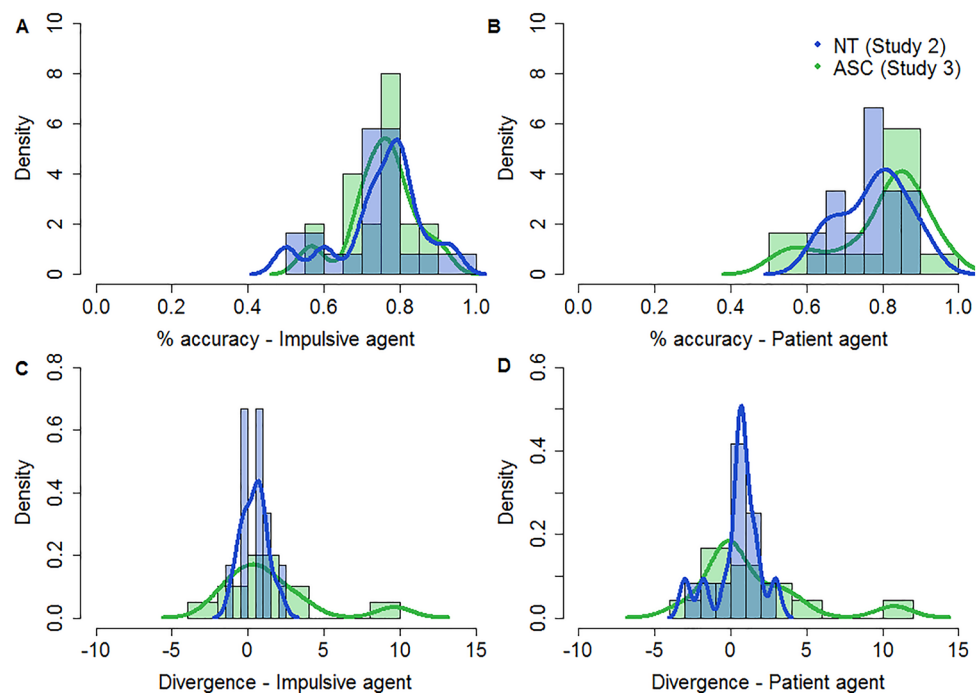 A
B
10
8
6
4
2
0
Density
0.0 0.2 0.4 0.6 0.8 1.0
% accuracy - Impulsive agent
10
8
6
4
2
0
Density
NT (Study 2)
ASC (Study 3)
0.0 0.2 0.4 0.6 0.8 1.0
% accuracy - Patient agent
C
D
0.8
0.6
0.4
0.2
0.0
Density
-10 -5 0 5 10 15
Divergence - Impulsive agent
0.6
0.4
0.2
0.0
Density
-10 -5 0 5 10 15
Divergence - Patient agent